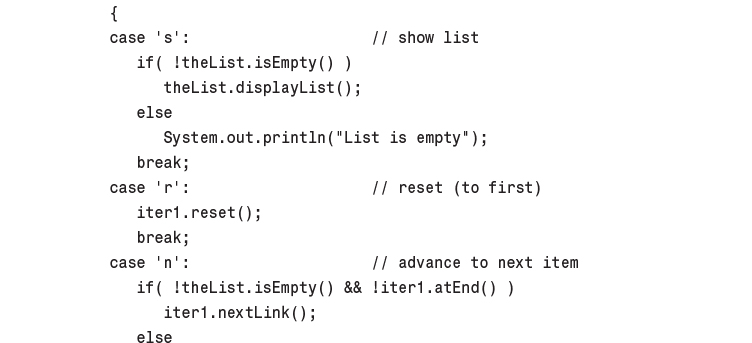 {
case 's':                    // show list
   if( !theList.isEmpty() )
      theList.displayList();
   else
      System.out.println("List is empty");
   break;
case 'r':                    // reset (to first)
   iter1.reset();
   break;
case 'n':                    // advance to next item
   if( !theList.isEmpty() && !iter1.atEnd() )
      iter1.nextLink();
   else